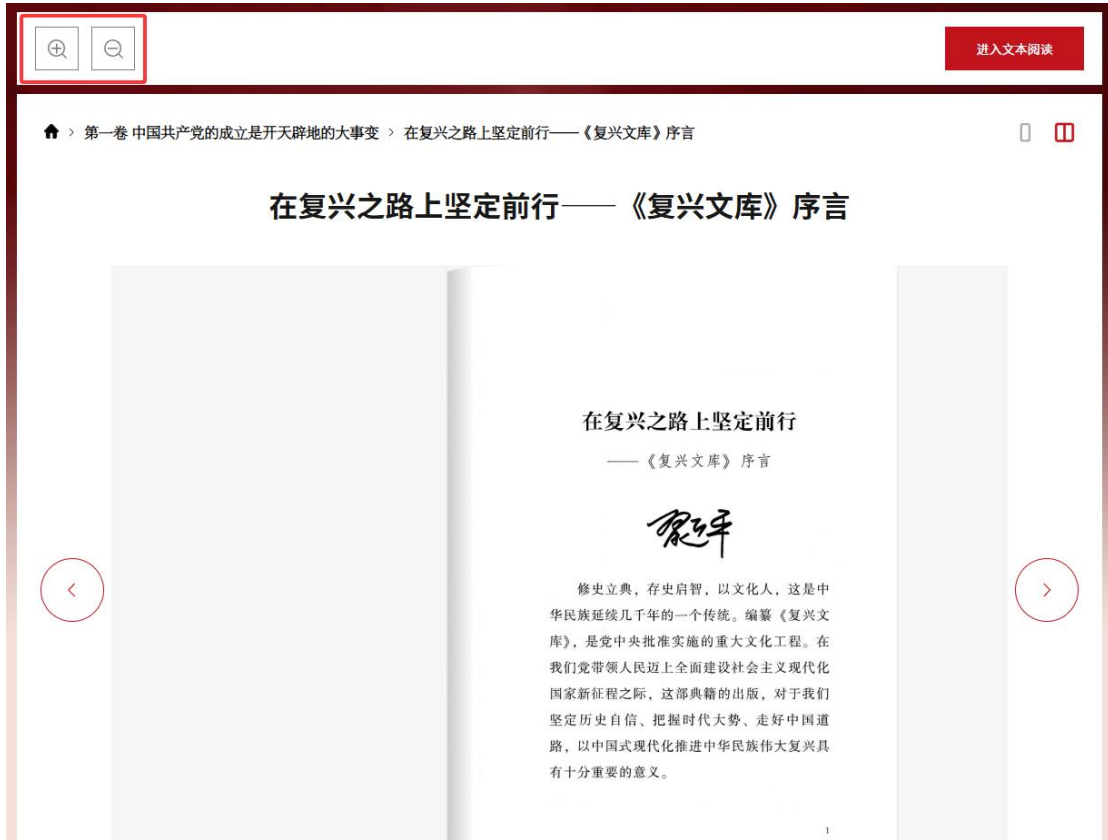 进入文本阅读
> 第一卷 中国共产党的成立是开天辟地的大事变 > 在复兴之路上坚定前行——《复兴文库》序言
在复兴之路上坚定前行——《复兴文库》序言
在复兴之路上坚定前行
——《复兴文库》序言
修史立典，存史启智，以文化人，这是中
华民族延续几千年的一个传统。编纂《复兴文
库》，是党中央批准实施的重大文化工程。在
我们党带领人民迈上全面建设社会主义现代化
国家新征程之际，这部典籍的出版，对于我们
坚定历史自信、把握时代大势、走好中国道
路，以中国式现代化推进中华民族伟大复兴具
有十分重要的意义。
1